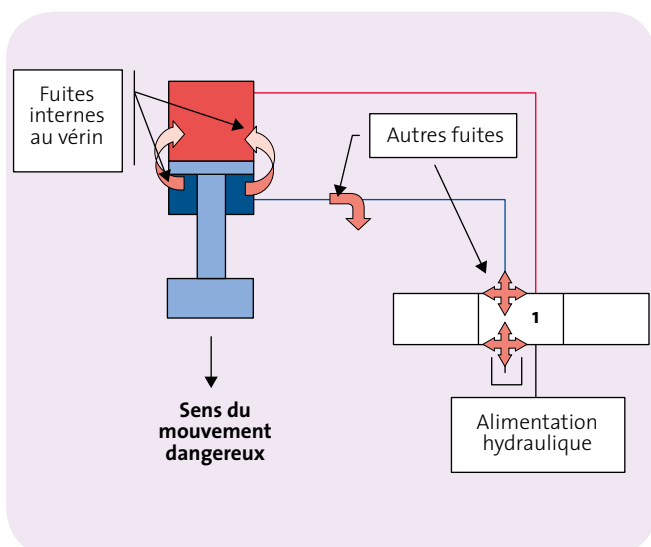 Fuites
internes
au vérin
Autres fuites
1
Sens du
mouvement
dangereux
Alimentation
hydraulique